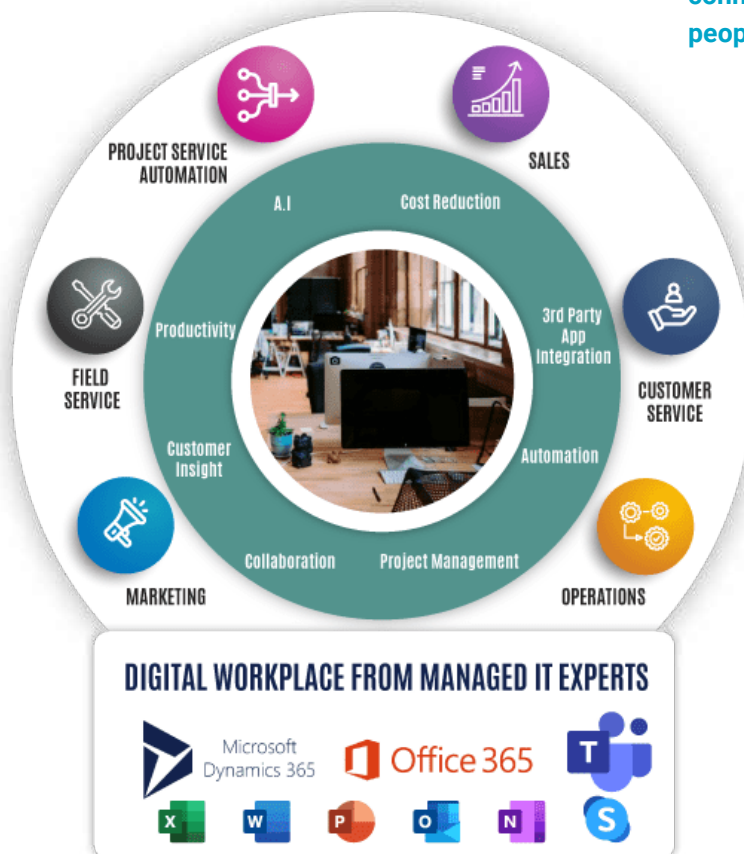 PROJECT SERVICE
AUTOMATION
SALES
A.I
Cost Reduction
Productivity
3rd Party
App
Integration
FIELD
SERVICE
CUSTOMER
SERVICE
Customer
Insight
Automation
Collaboration
Project Management
MARKETING
OPERATIONS
DIGITAL WORKPLACE FROM MANAGED IT EXPERTS
Microsoft
Dynamics 365
Office 365
T
X
W
P
O
N
S